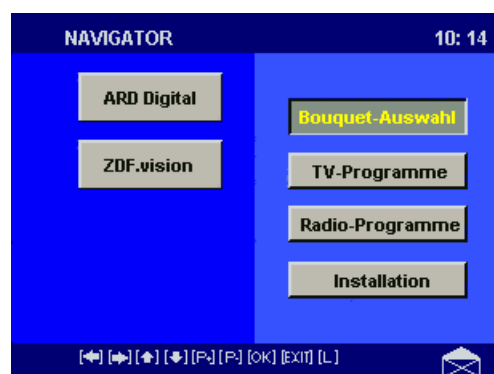 NAVIGATOR 10: 14
ARD Digital
ZDF.vision
Bouquet-Auswahl
TV-Programme
Radio-Programme
Installation
[←] [→] [↑] [↓] [P+] [P-] [OK] [EXIT] [L ]